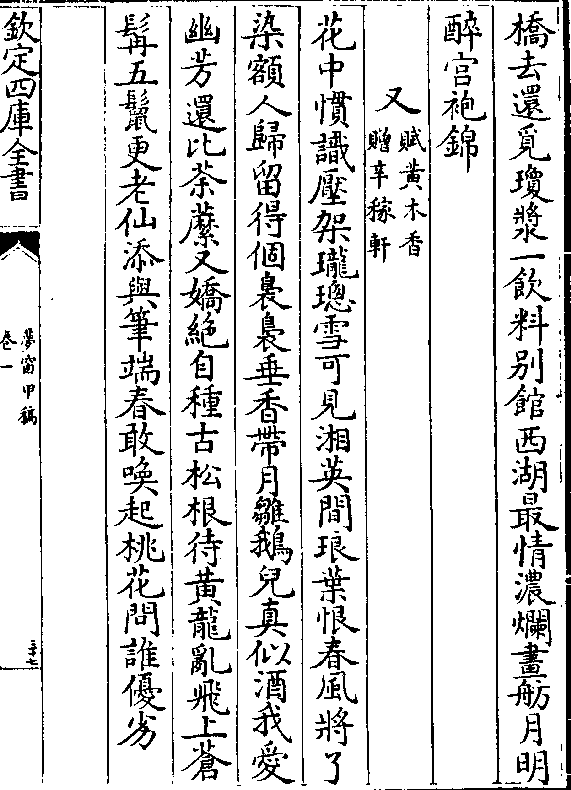 橋去還覓瓊漿一飲料别館西湖最情濃爛畫舫月明
醉宫袍錦
又賦黄木香
贈辛稼軒
花中慣識壓架瓏璁雪可見湘英間琅葉恨春風將了
染額人歸留得個裊裊垂香帶月鶵鵝兒真似酒我愛
幽芳還比荼䕷又嬌絶自種古松根待黄龍亂飛上蒼
髯五鬛更老仙添與筆端春敢喚起桃花問誰優劣
欽定四庫全書
夢窗甲稿
卷一
二十七